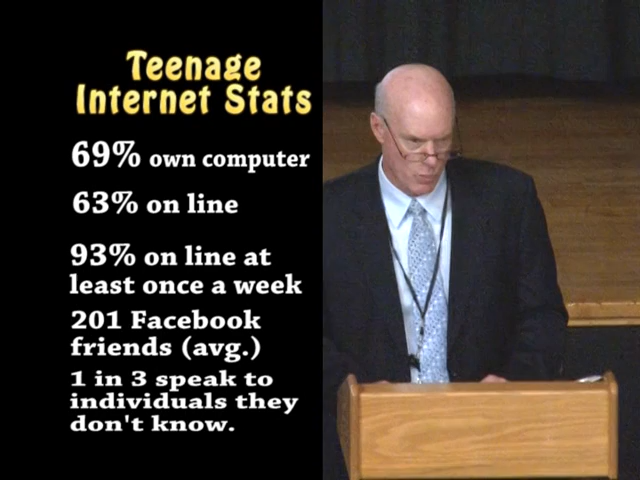 Teenage
Internet Stats
69% own computer
63% on line
93% on line at
least once a week
201 Facebook
friends (avg.)
1 in 3 speak to
individuals they
don't know.